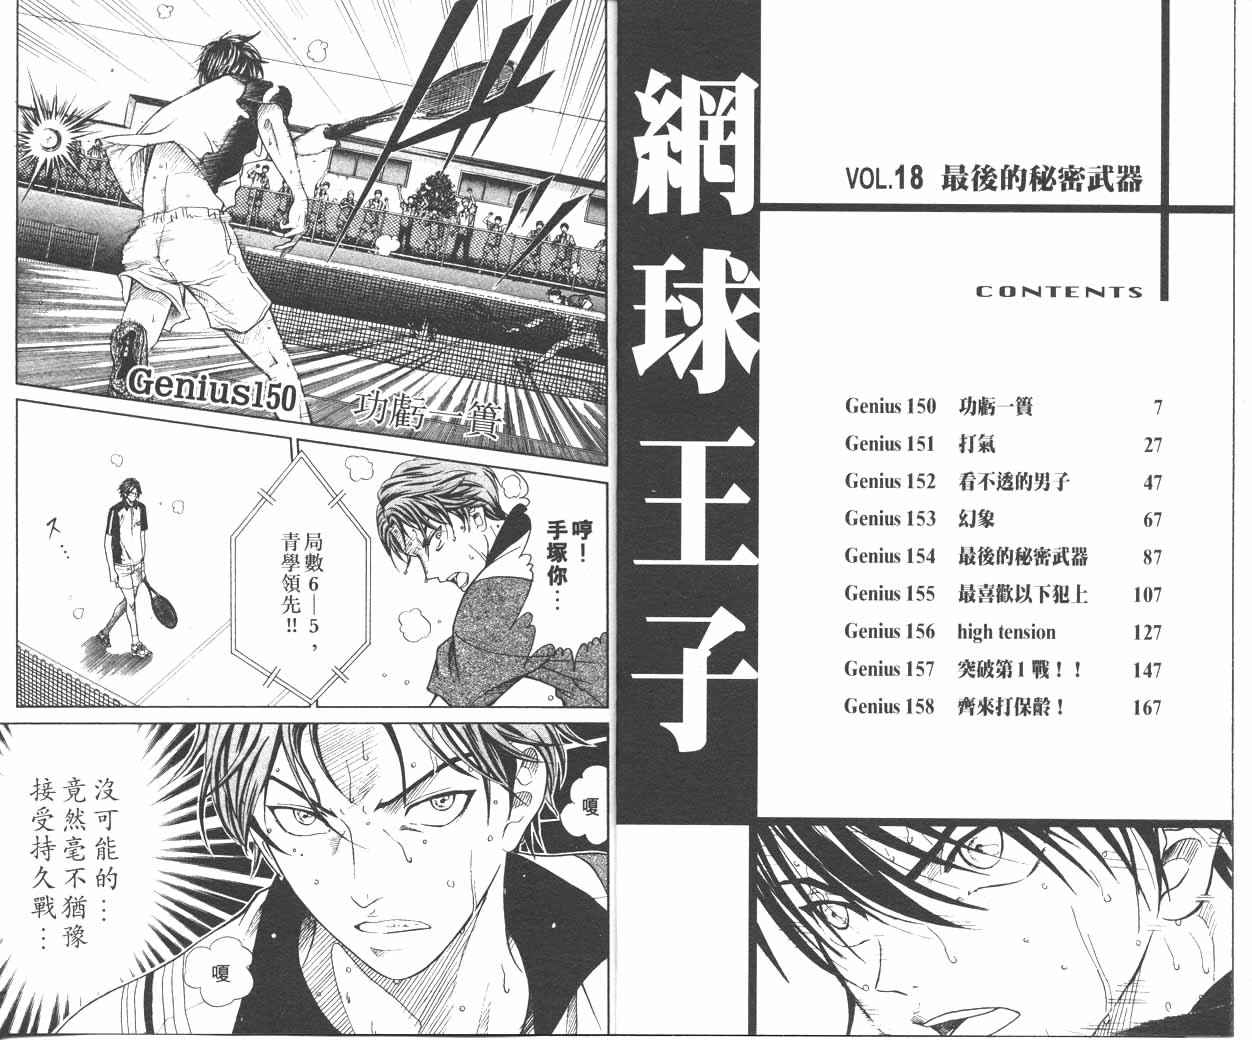 網球王子
VOL.18 最後的秘密武器
CONTENTS
Genius 150 功虧一簣 7
Genius 151 打氣 27
Genius 152 看不透的男子 47
Genius 153 幻象 67
Genius 154 最後的秘密武器 87
Genius 155 最喜歡以下犯上 107
Genius 156 high tension 127
Genius 157 突破第1戰！！ 147
Genius 158 齊來打保齡！ 167
Genius150 功虧一簣
哼！
手塚你…
局數6—5，
青學領先!!
ス…
嗄
沒可能的…
竟然毫不猶豫
接受持久戰…
嗄